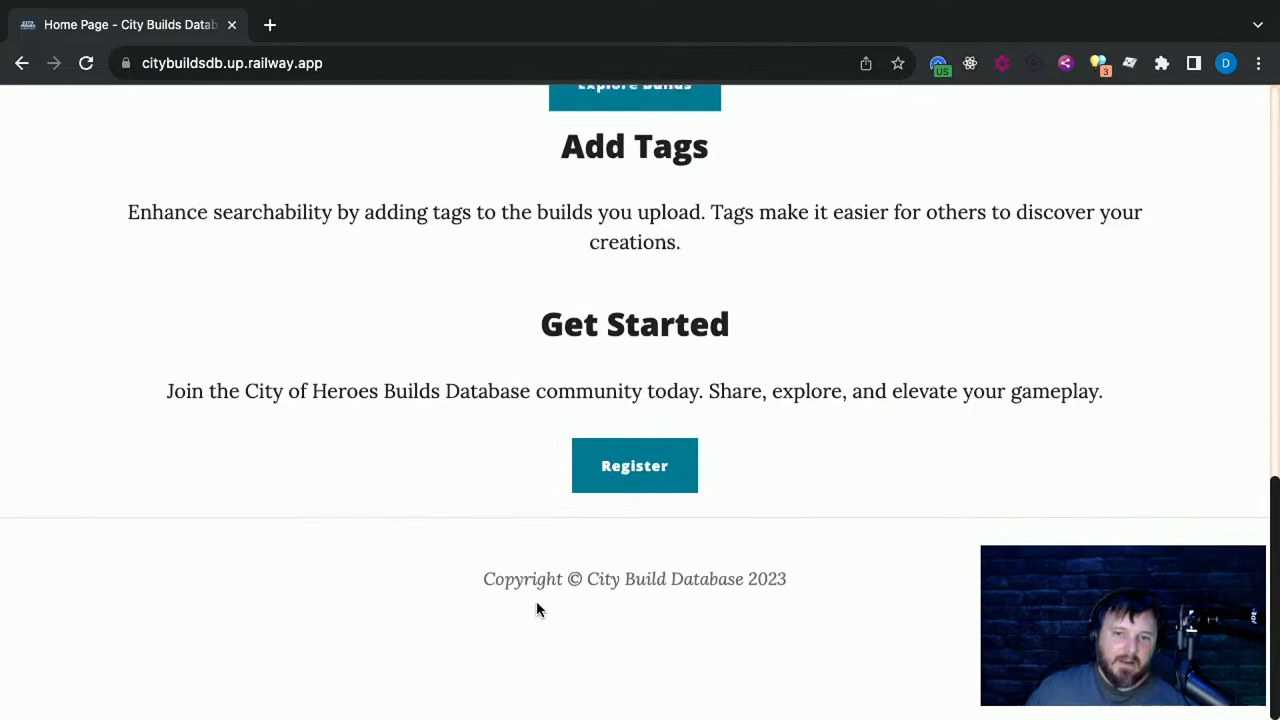 Home Page - City Builds Datab
citybuildsdb.up.railway.app
US
3
D
Explore Builds
Add Tags
Enhance searchability by adding tags to the builds you upload. Tags make it easier for others to discover your
creations.
Get Started
Join the City of Heroes Builds Database community today. Share, explore, and elevate your gameplay.
Register
Copyright © City Build Database 2023